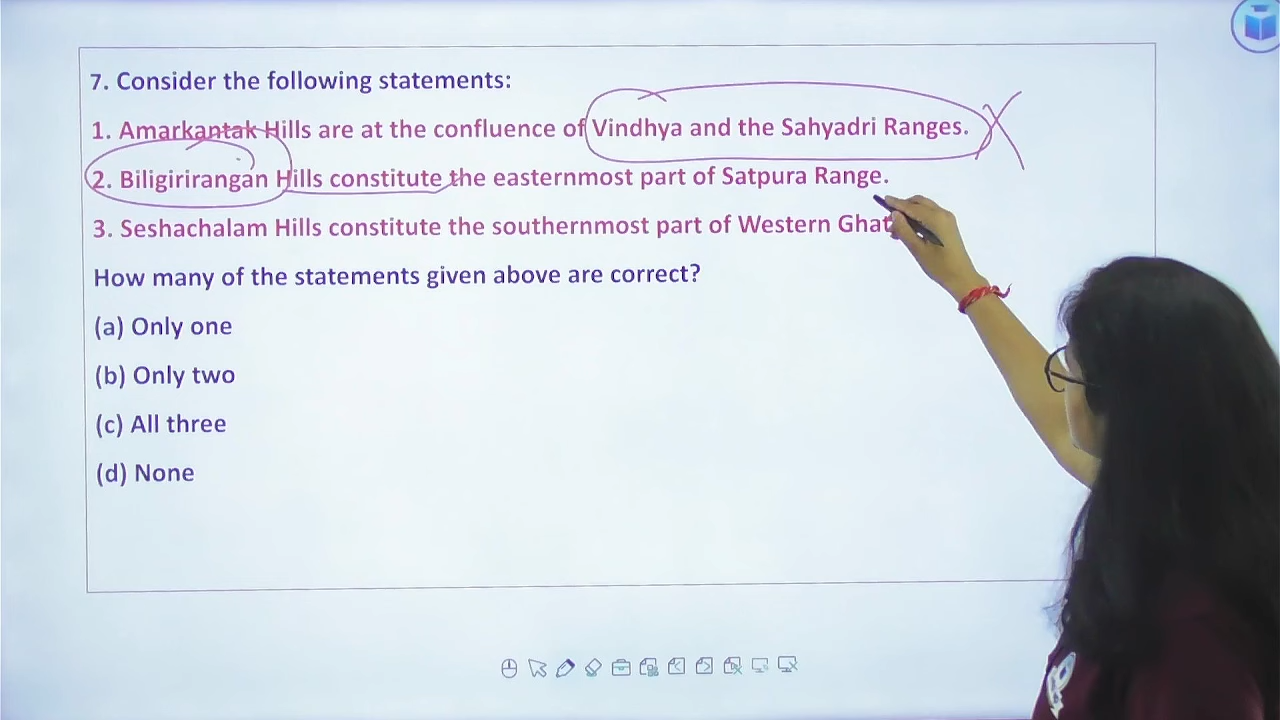 7. Consider the following statements:
1. Amarkantak Hills are at the confluence of Vindhya and the Sahyadri Ranges.
2. Biligirirangan Hills constitute the easternmost part of Satpura Range.
3. Seshachalam Hills constitute the southernmost part of Western Ghat
How many of the statements given above are correct?
(a) Only one
(b) Only two
(c) All three
(d) None